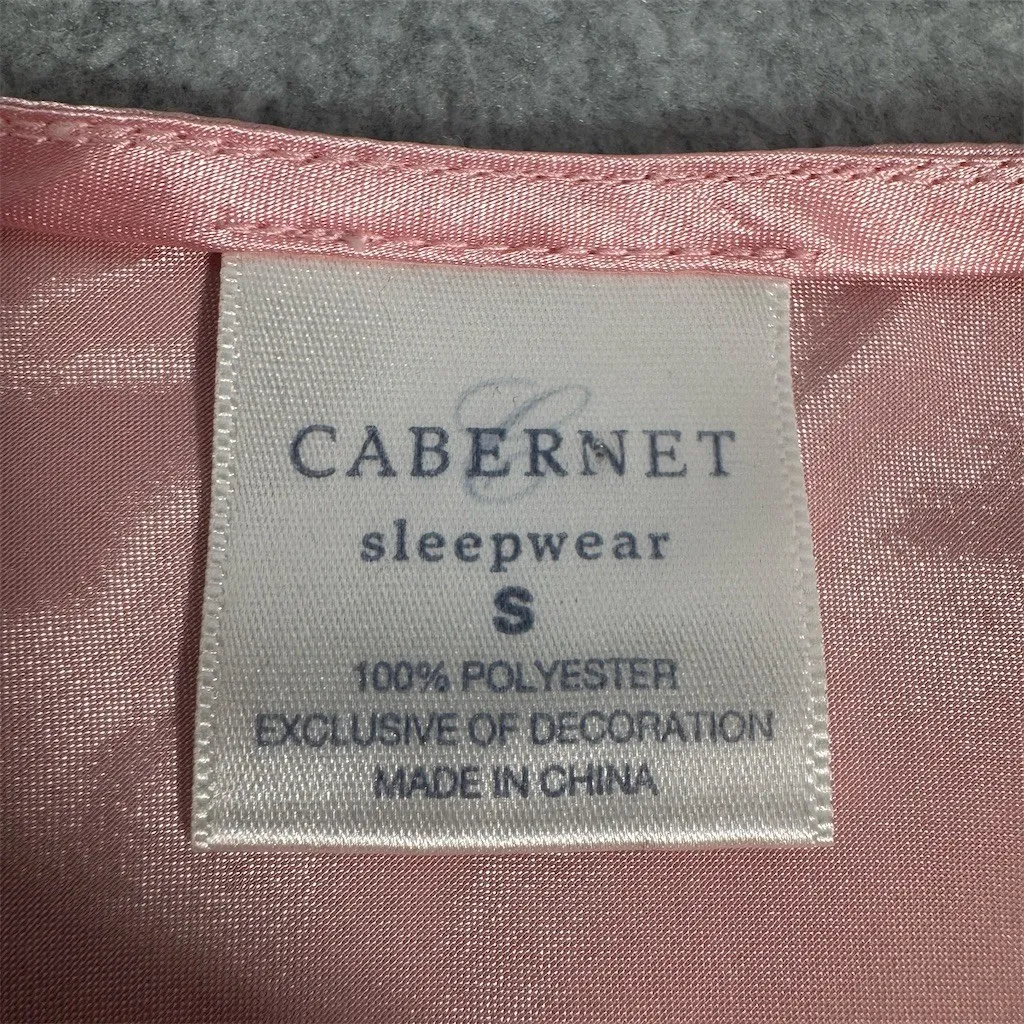 CABERNET
sleepwear
S
100% POLYESTER
EXCLUSIVE OF DECORATION
MADE IN CHINA